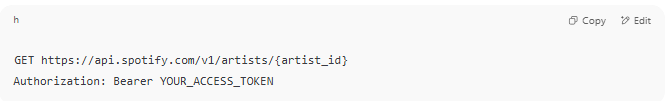 h
Copy
Edit
GET https://api.spotify.com/v1/artists/{artist_id}
Authorization: Bearer YOUR_ACCESS_TOKEN